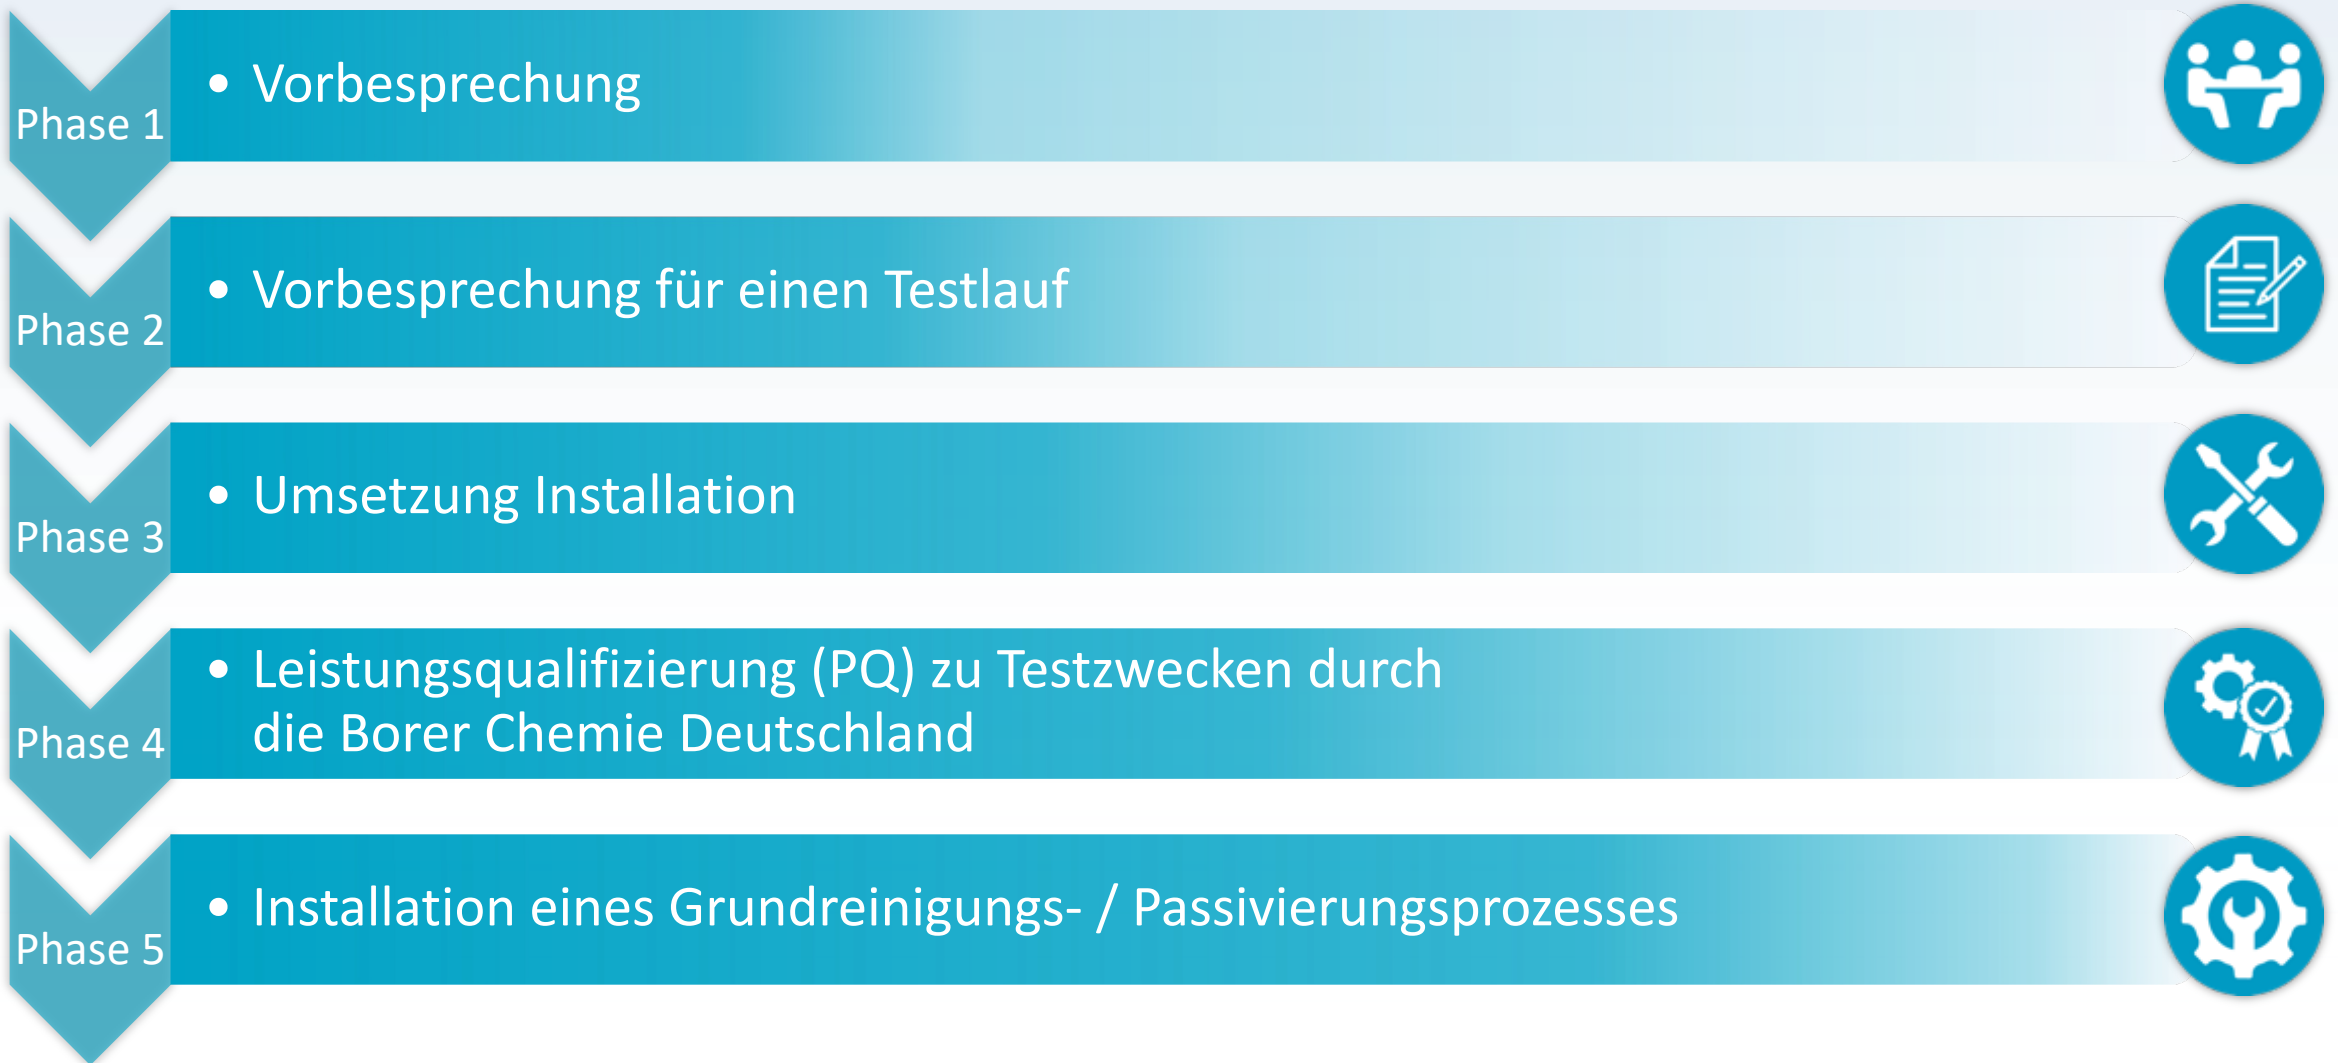 Phase 1
• Vorbesprechung
Phase 2
• Vorbesprechung für einen Testlauf
Phase 3
• Umsetzung Installation
Phase 4
• Leistungsqualifizierung (PQ) zu Testzwecken durch
die Borer Chemie Deutschland
Phase 5
• Installation eines Grundreinigungs- / Passivierungsprozesses